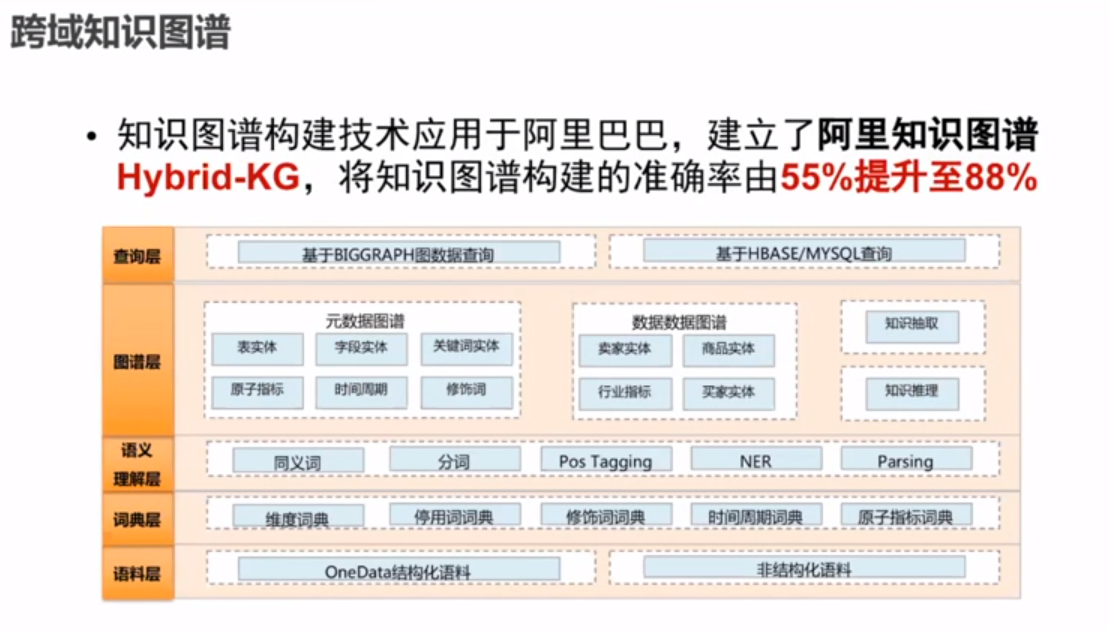 跨域知识图谱
• 知识图谱构建技术应用于阿里巴巴，建立了阿里知识图谱
Hybrid-KG，将知识图谱构建的准确率由55%提升至88%
查询层
基于BIGGRAPH图数据查询
基于HBASE/MYSQL查询
图谱层
元数据图谱
表实体
字段实体
关键词实体
原子指标
时间周期
修饰词
数据数据图谱
卖家实体
商品实体
行业指标
买家实体
知识抽取
知识推理
语义
理解层
同义词
分词
Pos Tagging
NER
Parsing
词典层
维度词典
停用词词典
修饰词词典
时间周期词典
原子指标词典
语料层
OneData结构化语料
非结构化语料